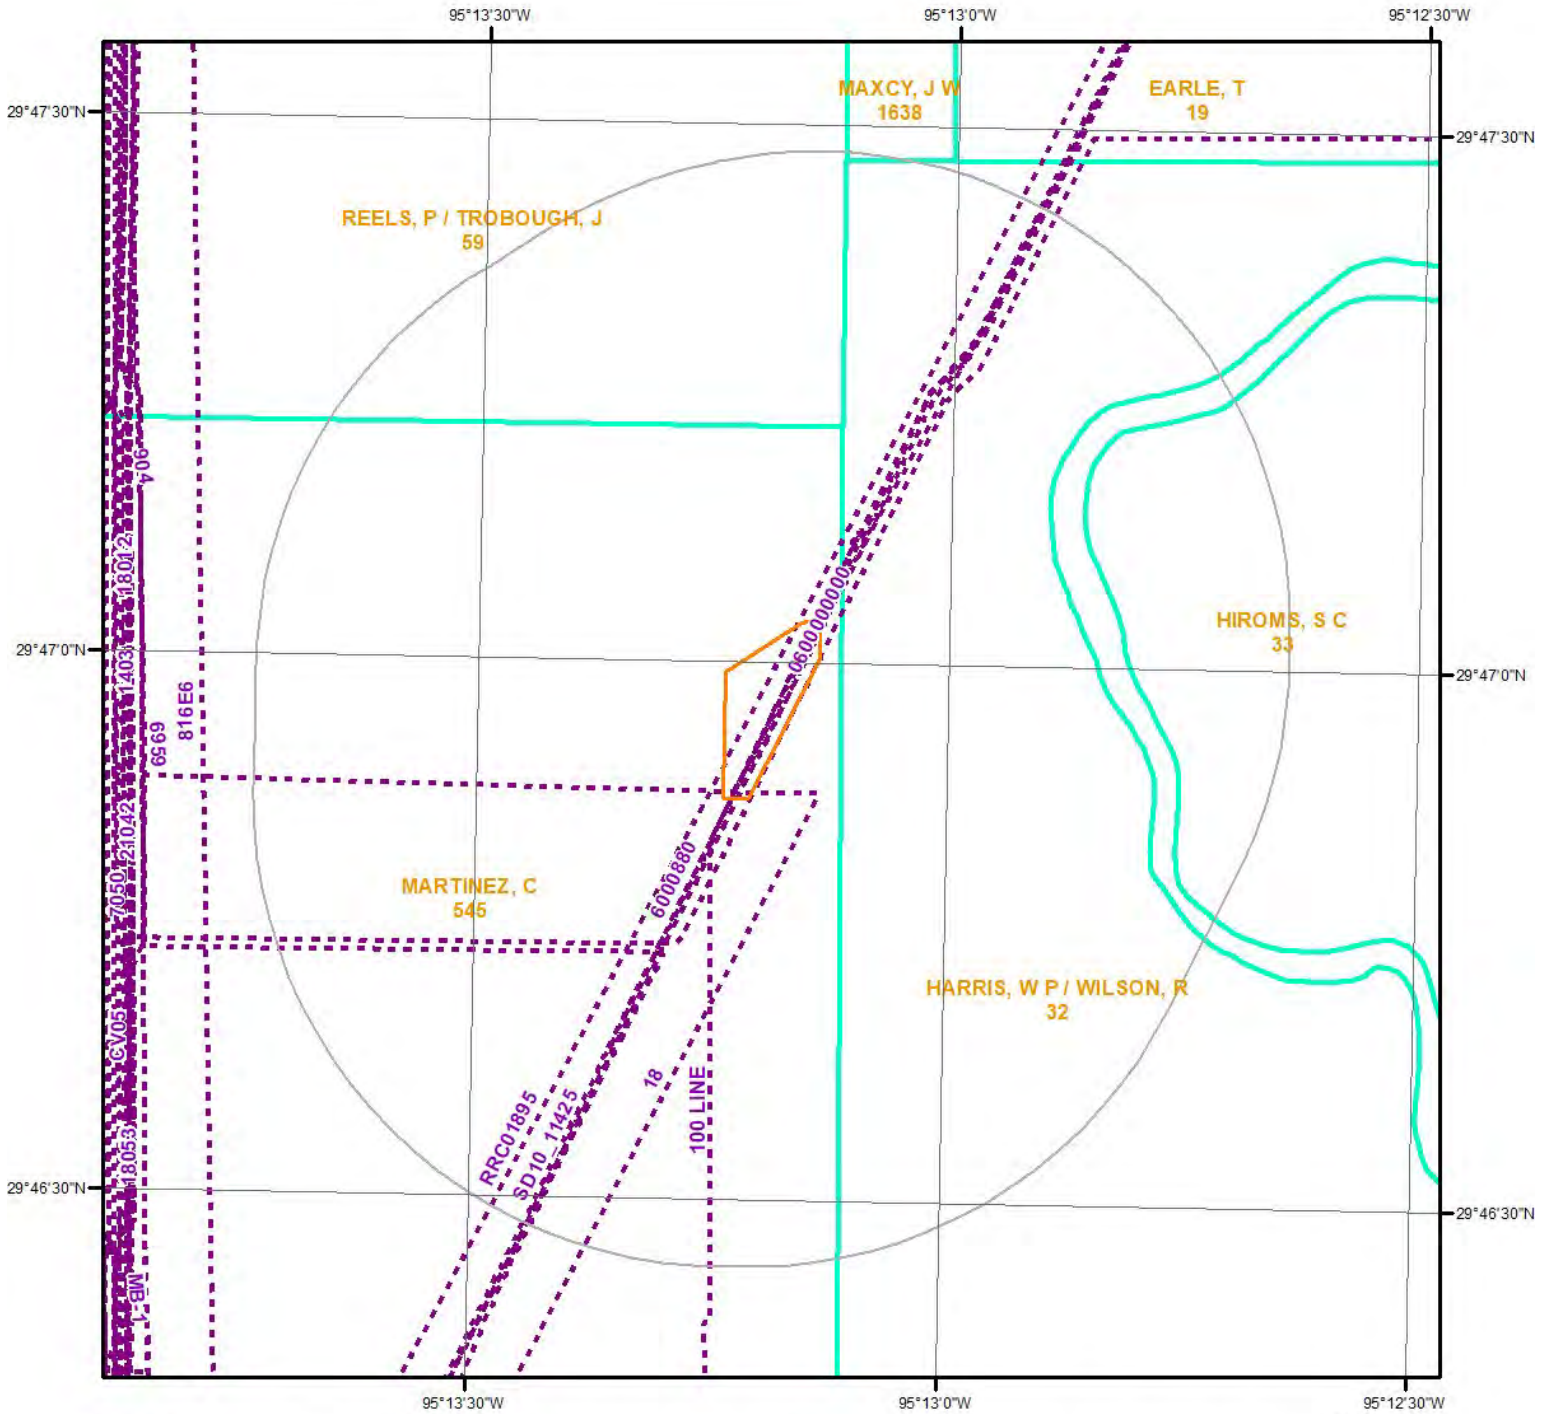 95°13'30"W
95°13'0"W
95°12'30"W
29°47'30"N
29°47'30"N
MAXCY, J W
1638
EARLE, T
19
REELS, P / TROBOUGH, J
59
904
18012
1403
6959
816E6
0600000000
HIROMS, S C
33
29°47'0"N
29°47'0"N
21042
7050
CV05
18053
MB-1
6000880
MARTINEZ, C
545
HARRIS, W P / WILSON, R
32
RRC01895
SD10_11425
18
100 LINE
29°46'30"N
29°46'30"N
95°13'30"W
95°13'0"W
95°12'30"W